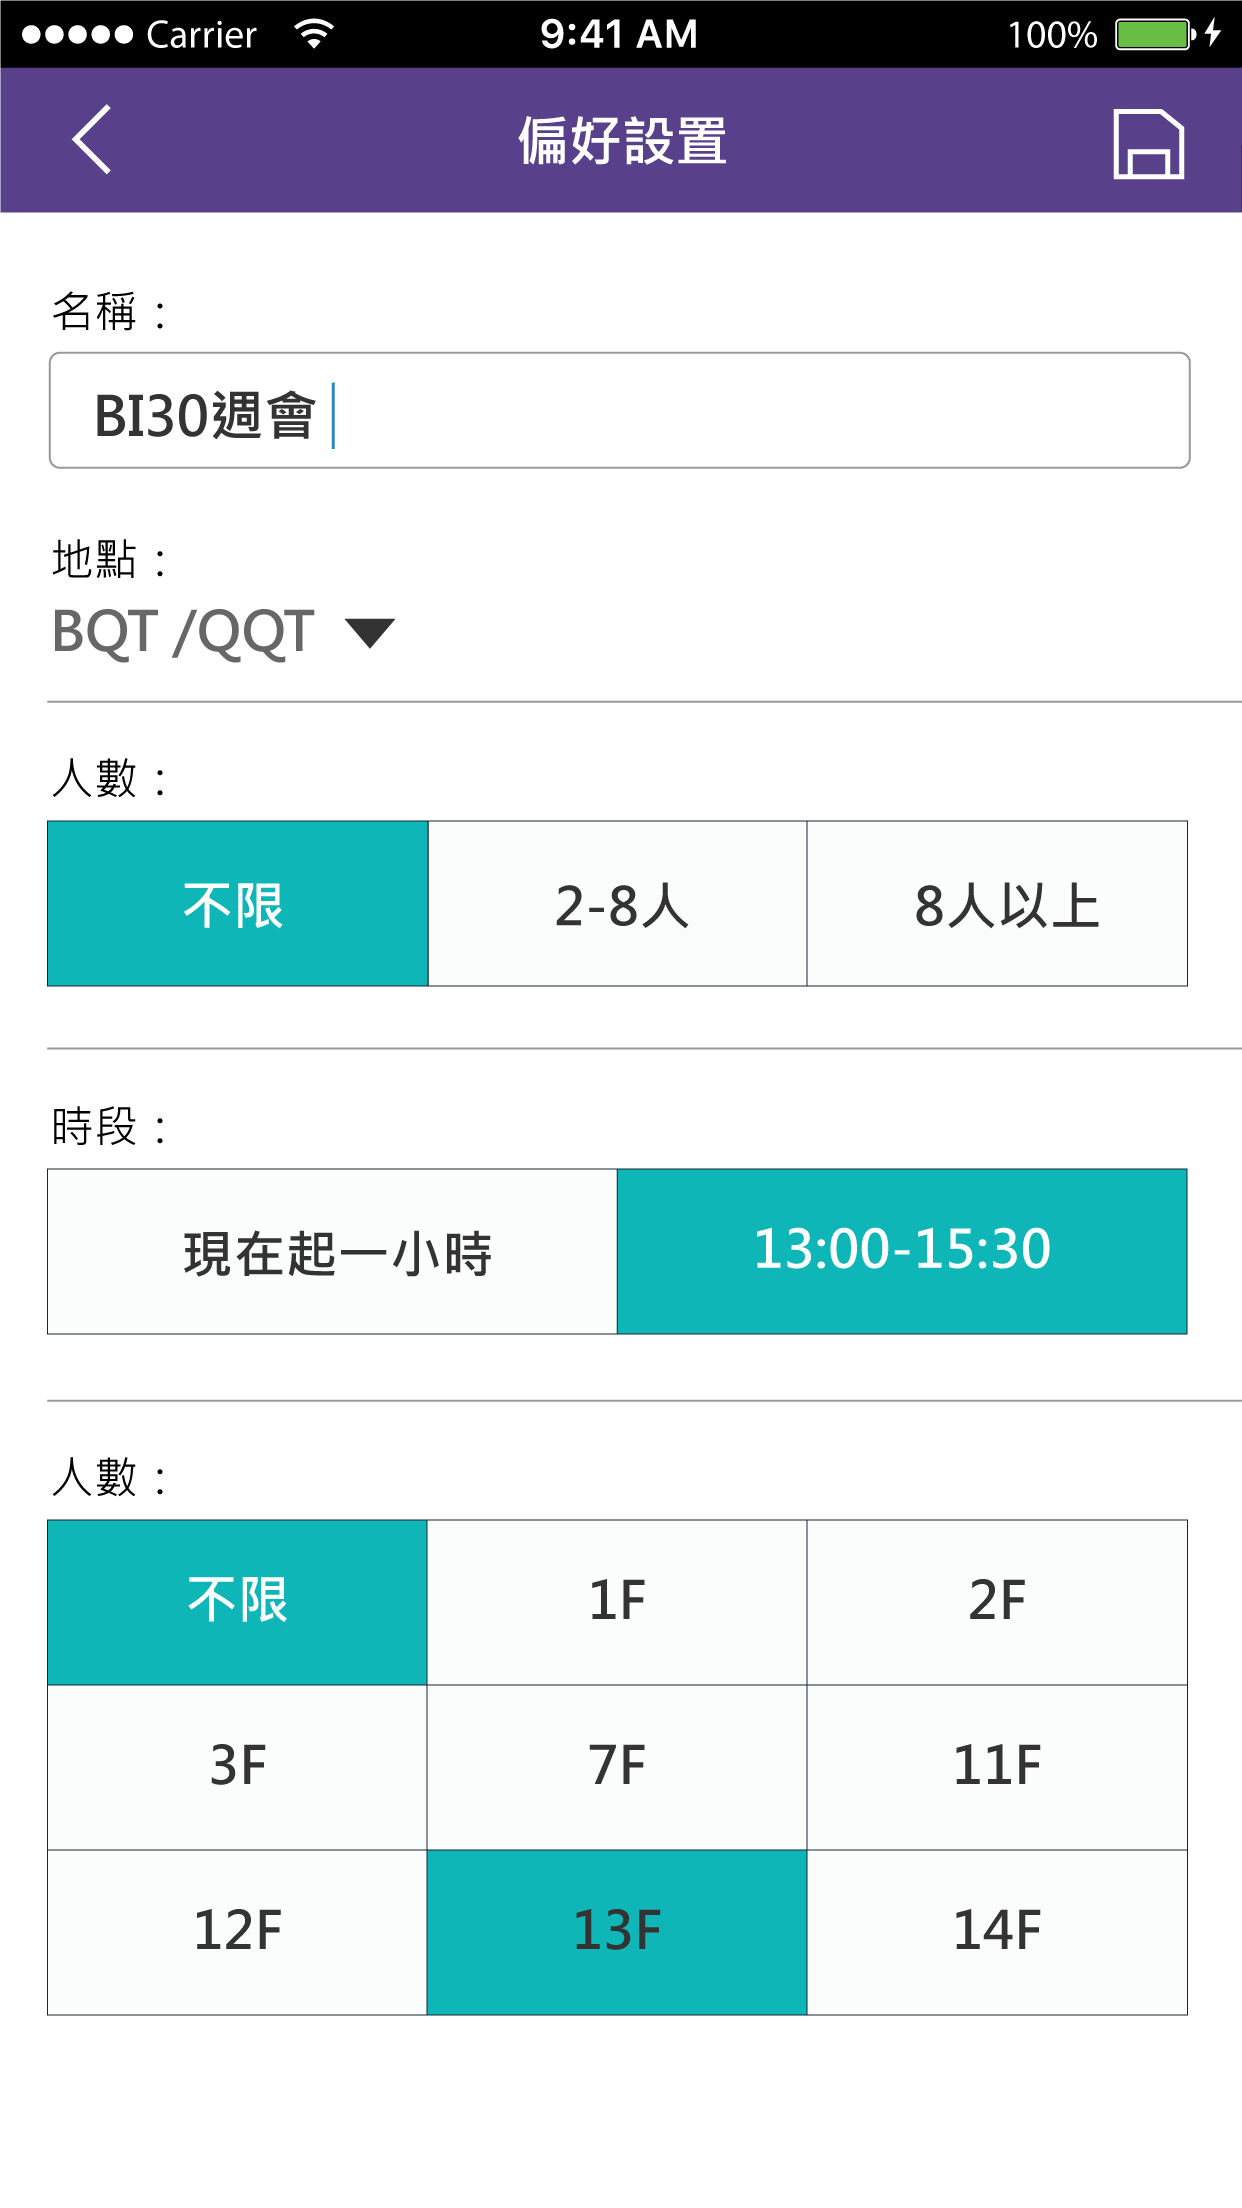 Carrier 9:41 AM 100%
偏好設置
名稱：
BI30週會
地點：
BQT /QQT
人數：
不限 2-8人 8人以上
時段：
現在起一小時 13:00-15:30
人數：
不限 1F 2F
3F 7F 11F
12F 13F 14F